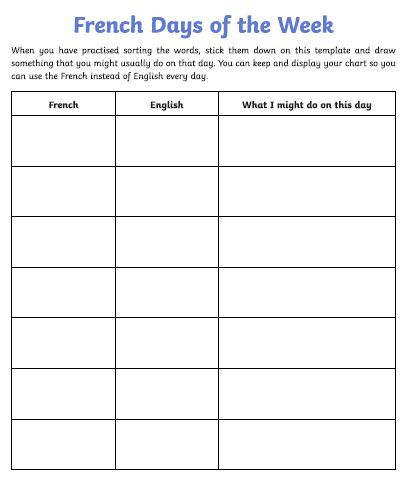 French Days of the Week
When you have practised sorting the words, stick them down on this template and draw
something that you might usually do on that day. You can keep and display your chart so you
can use the French instead of English every day.
French English What I might do on this day